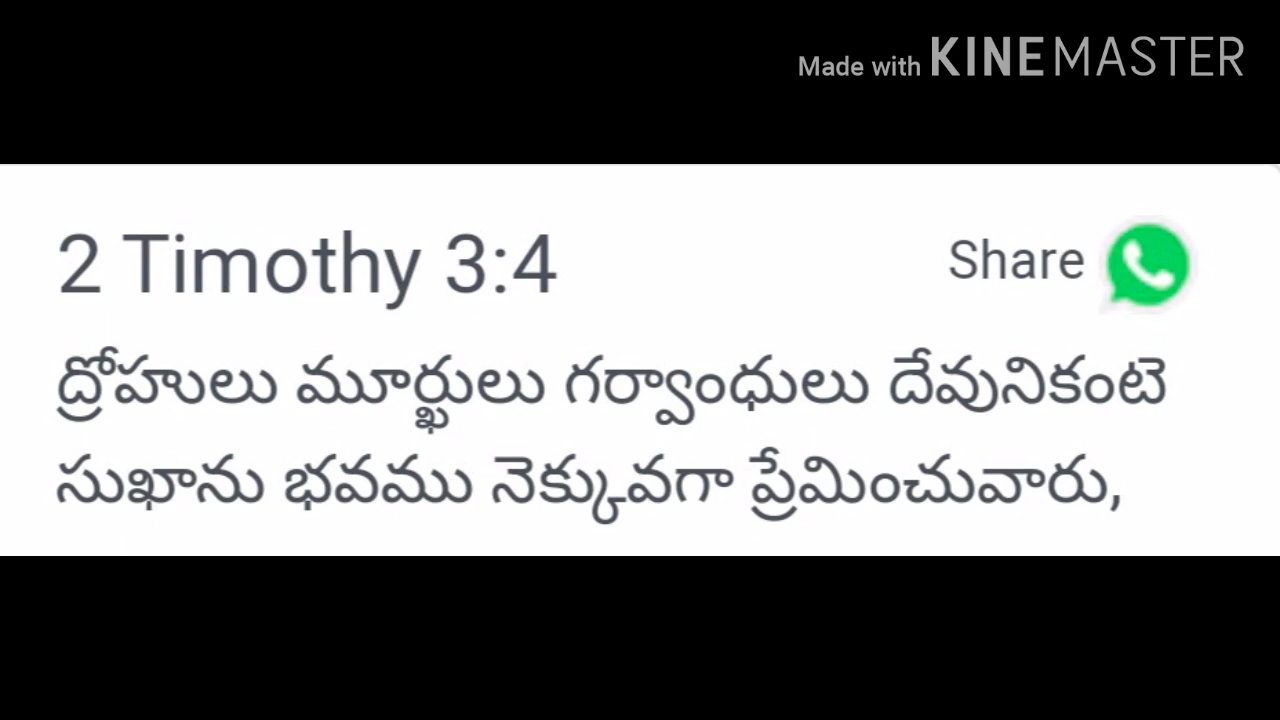 Made with KINEMASTER
2 Timothy 3:4
Share
ద్రోహులు మూర్ఖులు గర్వాంధులు దేవునికంటె
సుఖాను భవము నెక్కువగా ప్రేమించువారు,